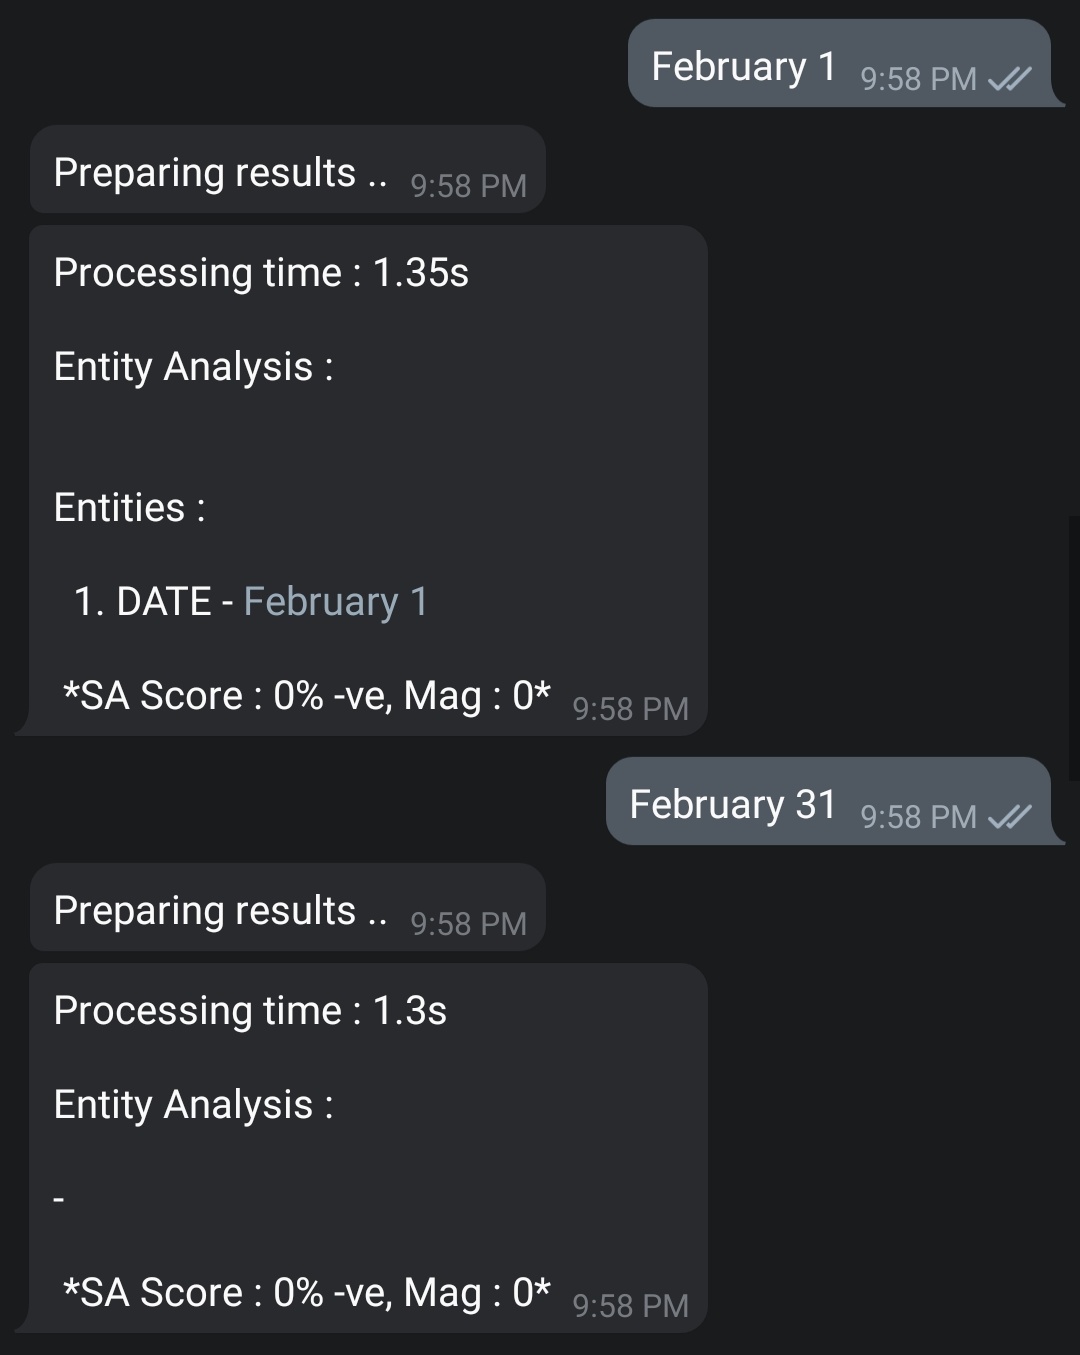 February 1 9:58 PM
Preparing results .. 9:58 PM
Processing time : 1.35s
Entity Analysis :
Entities :
1. DATE - February 1
*SA Score : 0% -ve, Mag : 0* 9:58 PM
February 31 9:58 PM
Preparing results .. 9:58 PM
Processing time : 1.3s
Entity Analysis :
-
*SA Score : 0% -ve, Mag : 0* 9:58 PM